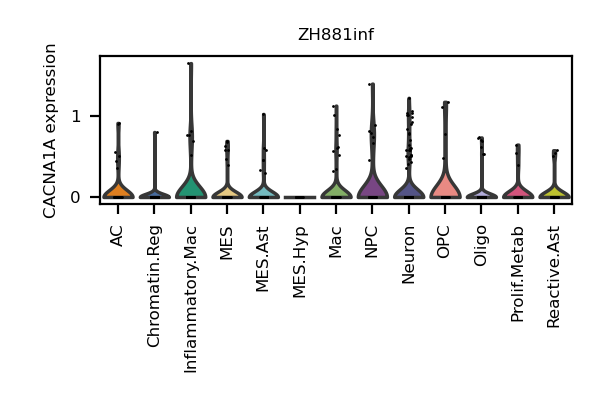 ZH881inf
CACNA1A expression
1
0
AC
Chromatin.Reg
Inflammatory.Mac
MES
MES.Ast
MES.Hyp
Mac
NPC
Neuron
OPC
Oligo
Prolif.Metab
Reactive.Ast